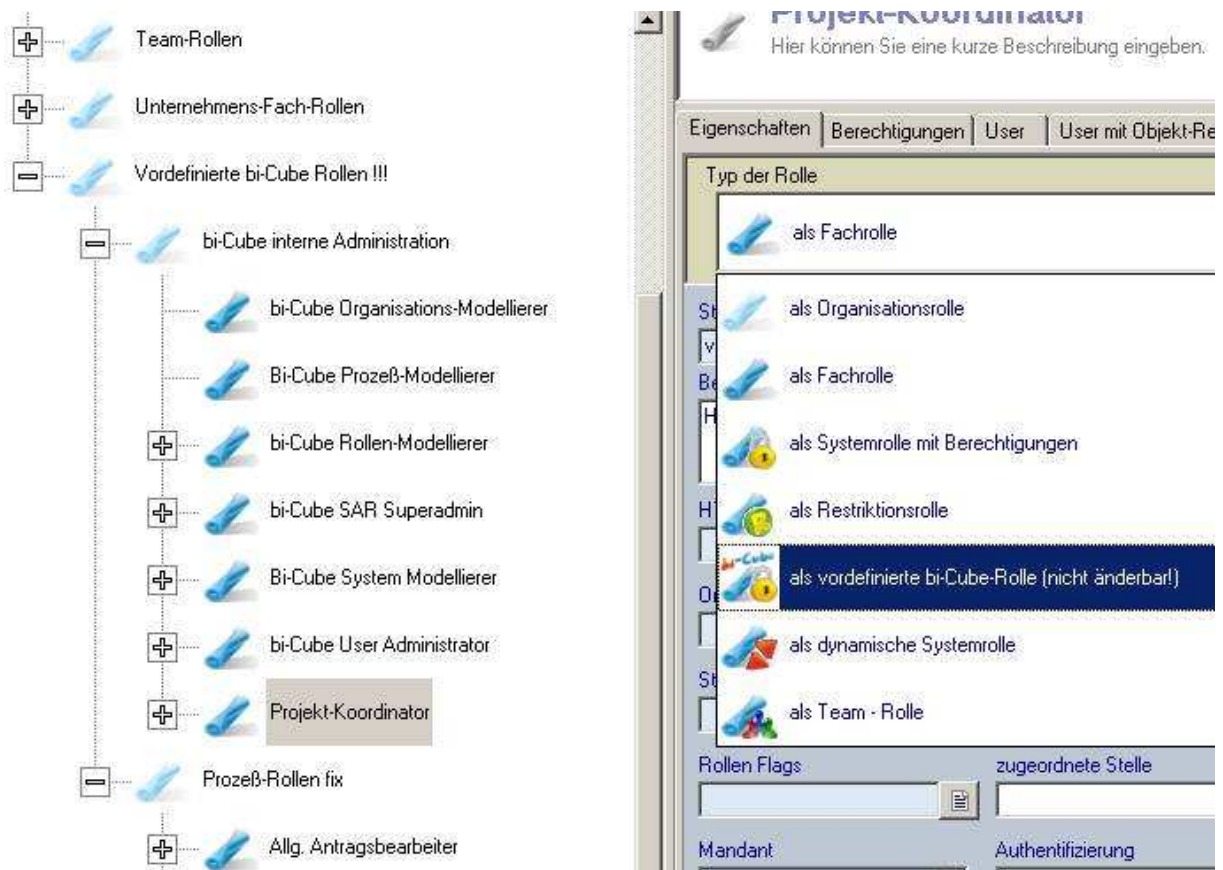 Team-Rollen
Unternehmens-Fach-Rollen
Vordefinierte bi-Cube Rollen !!!
bi-Cube interne Administration
bi-Cube Organisations-Modellierer
Bi-Cube Prozeß-Modellierer
bi-Cube Rollen-Modellierer
bi-Cube SAR Superadmin
Bi-Cube System Modellierer
bi-Cube User Administrator
Projekt-Koordinator
Prozeß-Rollen fix
Allg. Antragsbearbeiter
Projekt-Koordinator
Hier können Sie eine kurze Beschreibung eingeben.
Eigenschaften Berechtigungen User User mit Objekt-Re
Typ der Rolle
als Fachrolle
als Organisationsrolle
als Fachrolle
als Systemrolle mit Berechtigungen
als Restriktionsrolle
bi-Cube
als vordefinierte bi-Cube-Rolle (nicht änderbar!)
als dynamische Systemrolle
als Team - Rolle
Rollen Flags zugeordnete Stelle
Mandant Authentifizierung